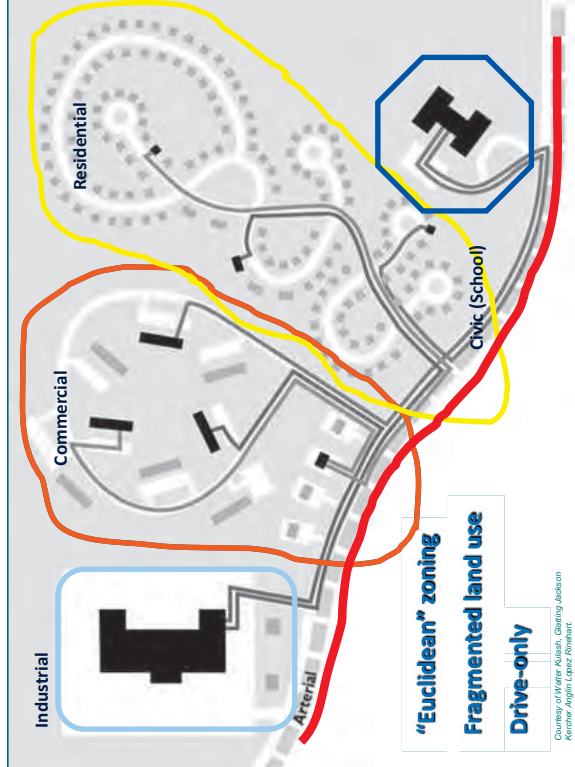 Industrial
Commercial
Residential
Civic (School)
Arterial
"Euclidean" zoning
Fragmented land use
Drive-only
Courtesy of Walter Kulash, Glatting Jackson
Kercher Anglin Lopez Rinehart.